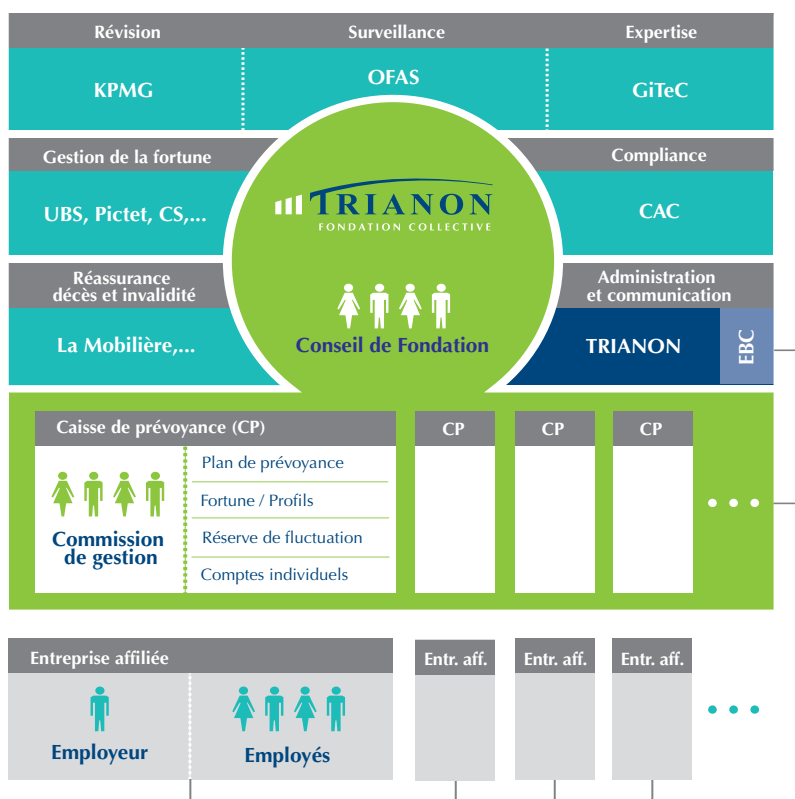 Révision
Surveillance
Expertise
KPMG
OFAS
GiTeC
Gestion de la fortune
Compliance
UBS, Pictet, CS,...
CAC
TRIANON
FONDATION COLLECTIVE
Réassurance
décès et invalidité
Administration
et communication
La Mobilière,...
Conseil de Fondation
TRIANON
EBC
Caisse de prévoyance (CP)
CP
CP
CP
Commission
de gestion
Plan de prévoyance
Fortune / Profils
Réserve de fluctuation
Comptes individuels
• • •
Entreprise affiliée
Entr. aff.
Entr. aff.
Entr. aff.
Employeur
Employés
• • •